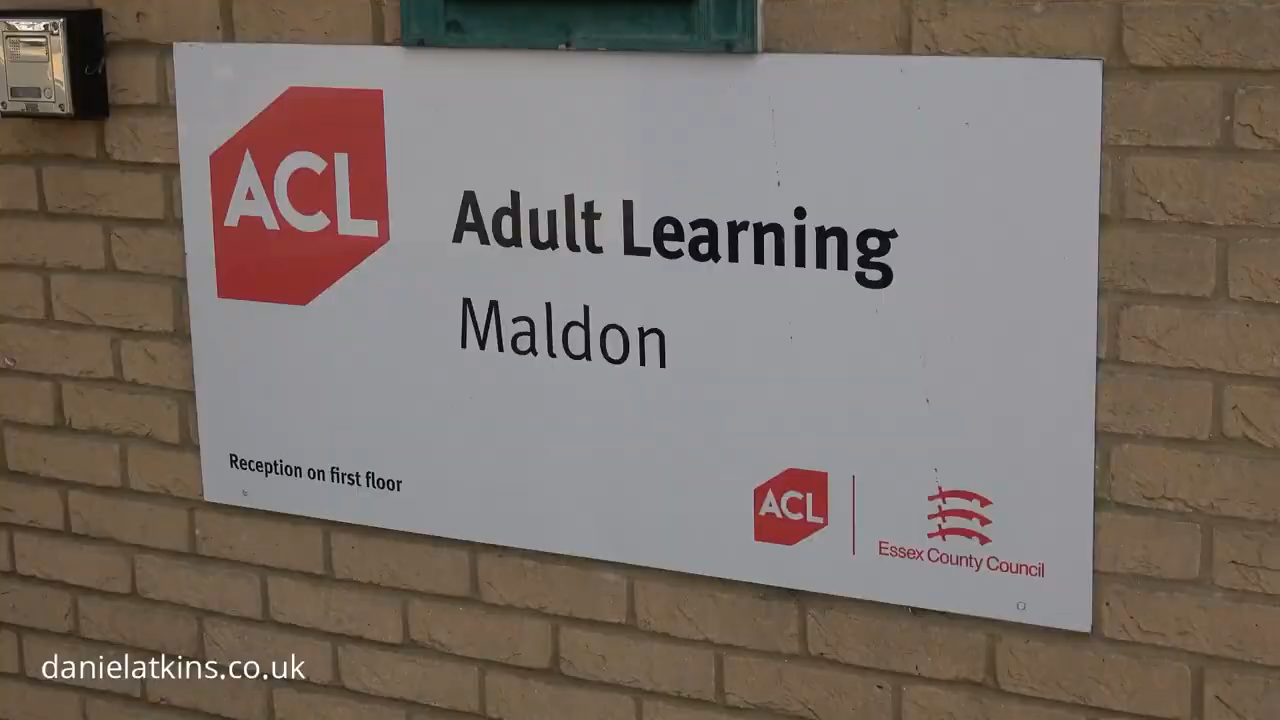 ACL
Adult Learning
Maldon
Reception on first floor
ACL
Essex County Council
danielatkins.co.uk